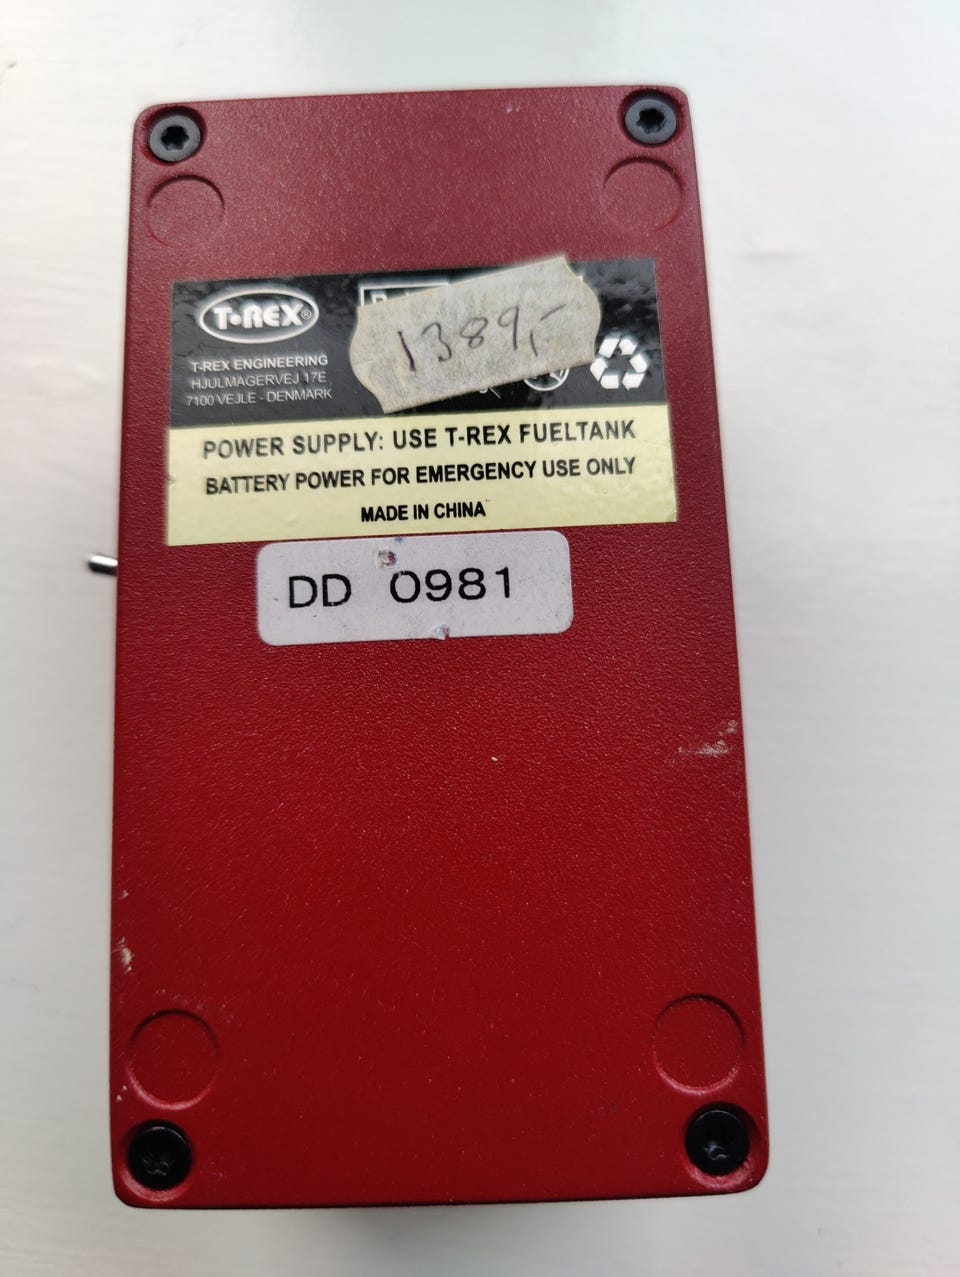 T-REX®
1389,-
T-REX ENGINEERING
HJULMAGERVEJ 17E
7100 VEJLE - DENMARK
POWER SUPPLY: USE T-REX FUELTANK
BATTERY POWER FOR EMERGENCY USE ONLY
MADE IN CHINA
DD 0981